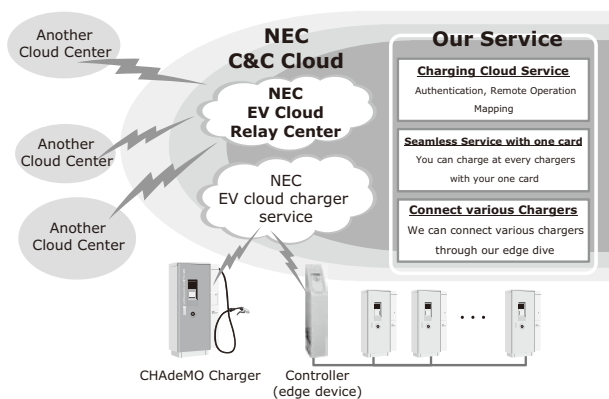 Another
Cloud Center
Another
Cloud Center
Another
Cloud Center
NEC
C&C Cloud
NEC
EV Cloud
Relay Center
NEC
EV cloud charger
service
Our Service
Charging Cloud Service
Authentication, Remote Operation
Mapping
Seamless Service with one card
You can charge at every chargers
with your one card
Connect various Chargers
We can connect various chargers
through our edge dive
CHAdeMO Charger
Controller
(edge device)